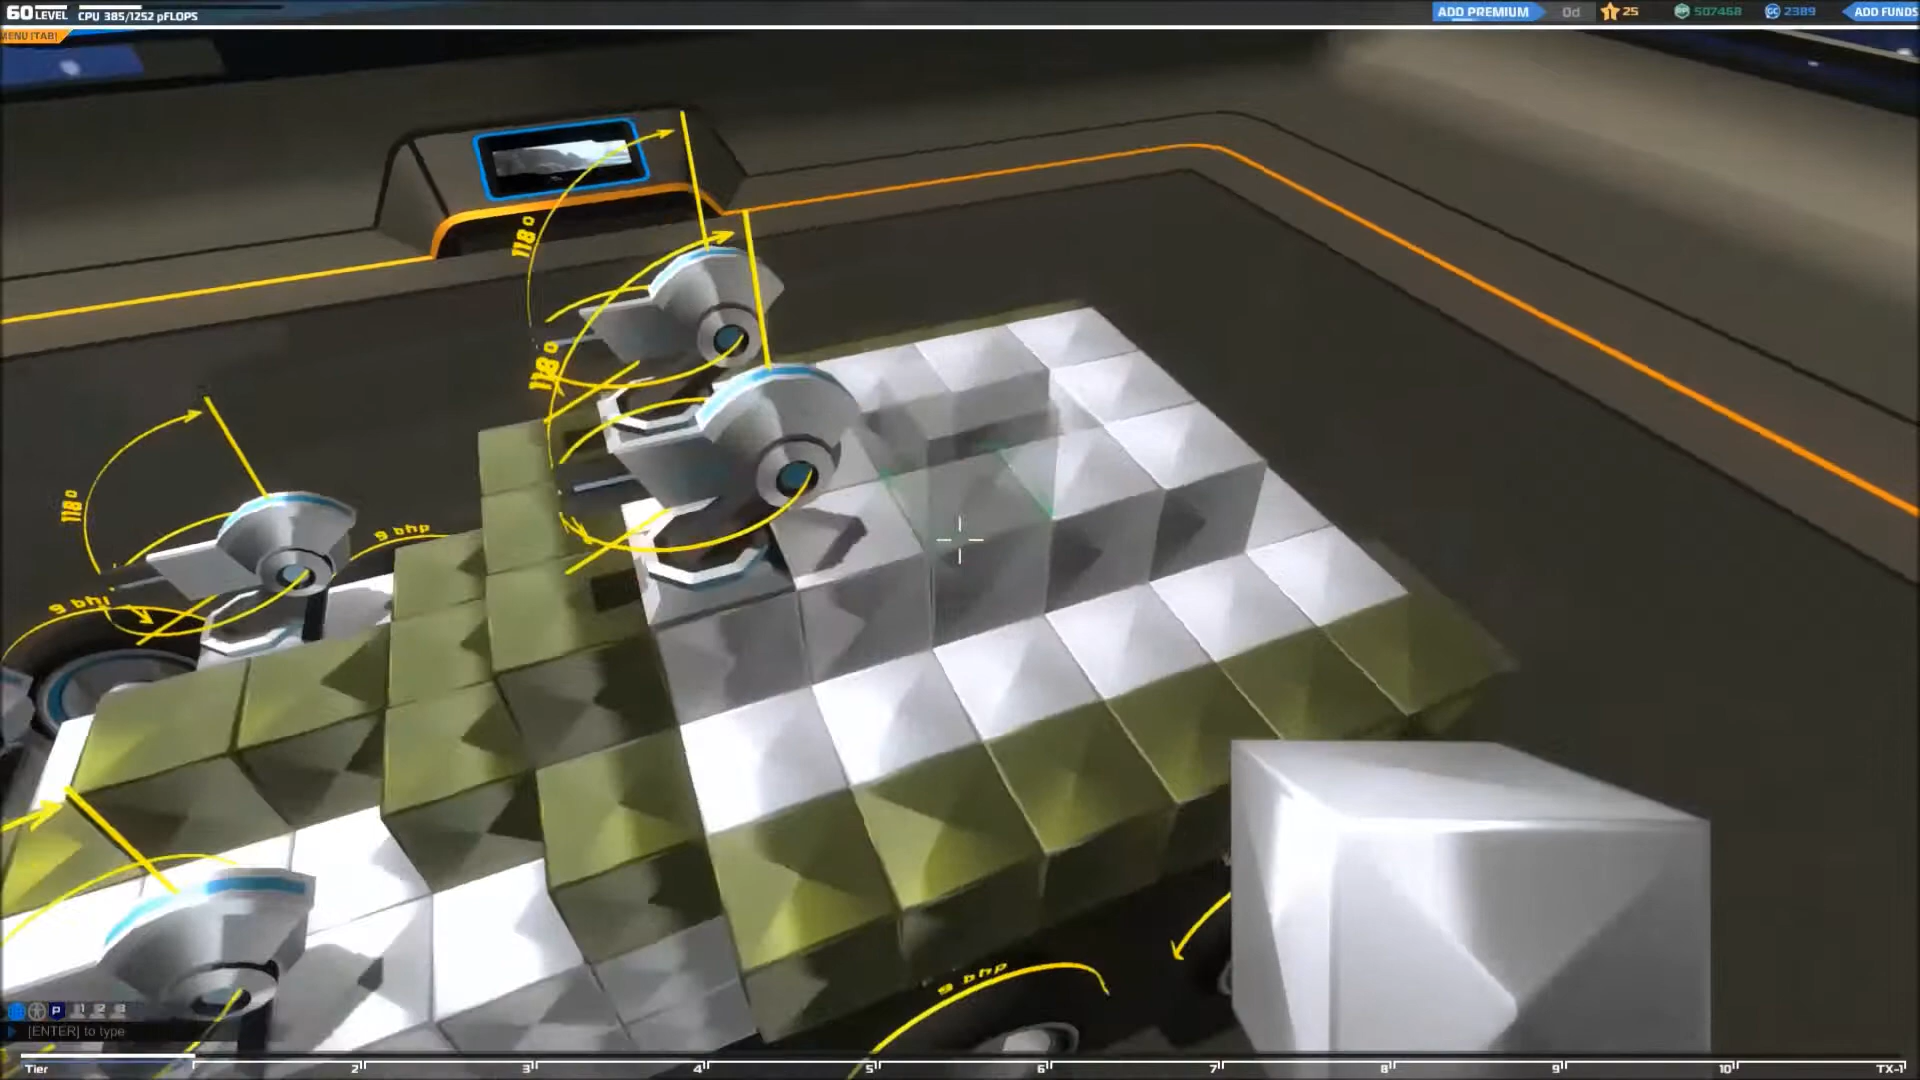 60 LEVEL CPU 385/1252 pFLOPS
ADD PREMIUM 0d 25 507458 GC 2389 ADD FUNDS
MENU [TAB]
118°
118°
118°
9 bhp
9 bhp
9 bhp
P
[ENTER] to type
Tier 2 3 4 5 6 7 8 9 10 TX-1